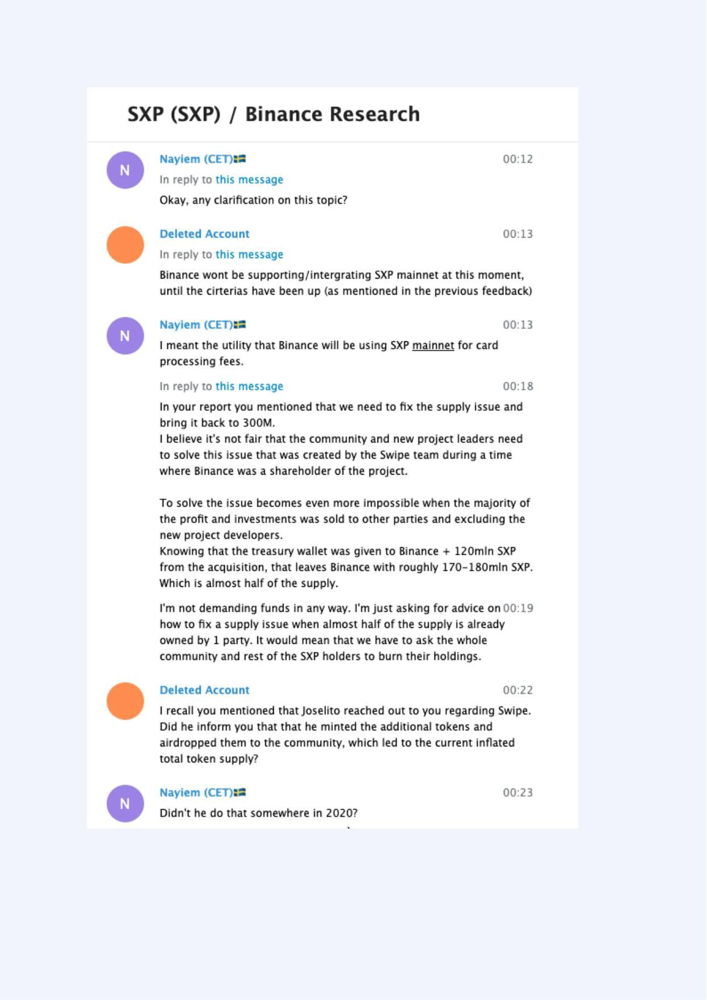 SXP (SXP) / Binance Research
N
Nayiem (CET)🇸🇪 00:12
In reply to this message
Okay, any clarification on this topic?
Deleted Account 00:13
In reply to this message
Binance wont be supporting/intergrating SXP mainnet at this moment,
until the cirterias have been up (as mentioned in the previous feedback)
N
Nayiem (CET)🇸🇪 00:13
I meant the utility that Binance will be using SXP mainnet for card
processing fees.
In reply to this message 00:18
In your report you mentioned that we need to fix the supply issue and
bring it back to 300M.
I believe it's not fair that the community and new project leaders need
to solve this issue that was created by the Swipe team during a time
where Binance was a shareholder of the project.
To solve the issue becomes even more impossible when the majority of
the profit and investments was sold to other parties and excluding the
new project developers.
Knowing that the treasury wallet was given to Binance + 120mln SXP
from the acquisition, that leaves Binance with roughly 170-180mln SXP.
Which is almost half of the supply.
I'm not demanding funds in any way. I'm just asking for advice on 00:19
how to fix a supply issue when almost half of the supply is already
owned by 1 party. It would mean that we have to ask the whole
community and rest of the SXP holders to burn their holdings.
Deleted Account 00:22
I recall you mentioned that Joselito reached out to you regarding Swipe.
Did he inform you that that he minted the additional tokens and
airdropped them to the community, which led to the current inflated
total token supply?
N
Nayiem (CET)🇸🇪 00:23
Didn't he do that somewhere in 2020?